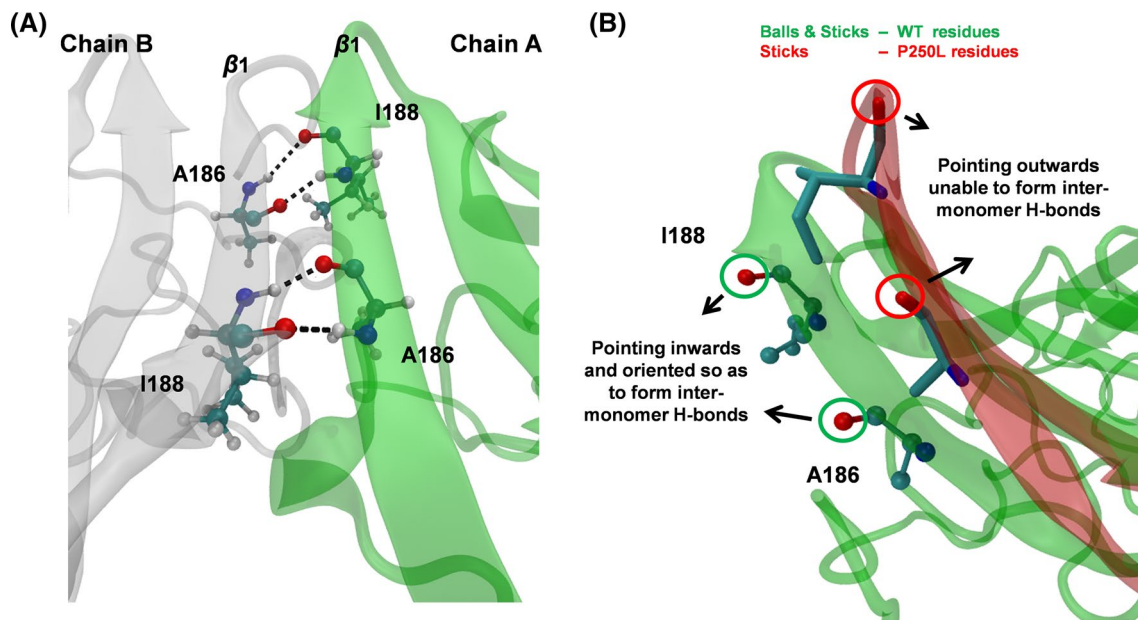 (A)
Chain B
β1
β1
Chain A
I188
A186
I188
A186
(B)
Balls & Sticks – WT residues
Sticks – P250L residues
Pointing outwards
unable to form inter-
monomer H-bonds
I188
Pointing inwards
and oriented so as
to form inter-
monomer H-bonds
A186